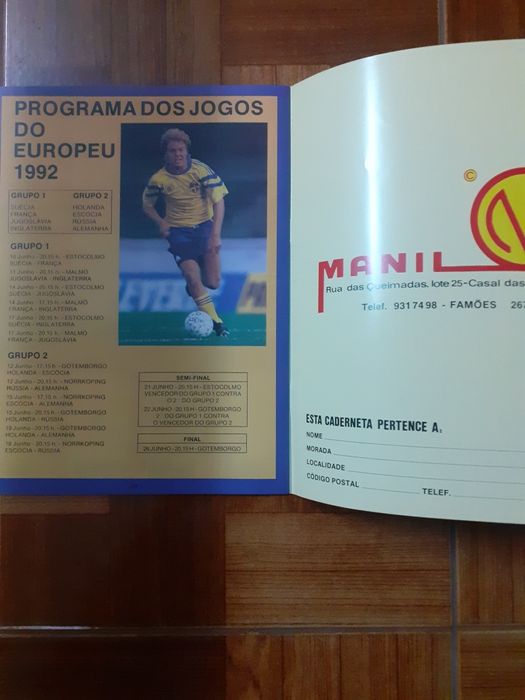 PROGRAMA DOS JOGOS
DO
EUROPEU
1992
GRUPO 1 GRUPO 2
SUÉCIA HOLANDA
FRANÇA ESCÓCIA
JUGOSLÁVIA RÚSSIA
INGLATERRA ALEMANHA
GRUPO 1
10 Junho - 20,15 h. - ESTOCOLMO
SUÉCIA - FRANÇA
11 Junho - 20,15 h. - MALMÖ
JUGOSLÁVIA - INGLATERRA
14 Junho - 20,15 h. - ESTOCOLMO
SUÉCIA - JUGOSLÁVIA
14 Junho - 17,15 h. - MALMÖ
FRANÇA - INGLATERRA
17 Junho - 20,15 h. - ESTOCOLMO
SUÉCIA - INGLATERRA
17 Junho - 20,15 h. - MALMÖ
FRANÇA - JUGOSLÁVIA
GRUPO 2
12 Junho - 17,15 h. - GOTEMBORGO
HOLANDA - ESCÓCIA
12 Junho - 20,15 h. - NORRKOPING
RÚSSIA - ALEMANHA
15 Junho - 17,15 h. - NORRKOPING
ESCÓCIA - ALEMANHA
15 Junho - 20,15 h. - GOTEMBORGO
HOLANDA - RÚSSIA
18 Junho - 20,15 h. - GOTEMBORGO
HOLANDA - ALEMANHA
18 Junho - 20,15 h. - NORRKOPING
ESCÓCIA - RÚSSIA
SEMI-FINAL
21 JUNHO - 20,15 H - ESTOCOLMO
VENCEDOR DO GRUPO 1 CONTRA
O 2.º DO GRUPO 2
22 JUNHO - 20,15 H - GOTEMBORGO
2.º DO GRUPO 1 CONTRA
O VENCEDOR DO GRUPO 2
FINAL
26 JUNHO - 20,15 H - GOTEMBORGO
©
MANIL
Rua das Queimadas, lote 25-Casal das
Telef. 9317498 - FAMÕES 267
ESTA CADERNETA PERTENCE A:
NOME
MORADA
LOCALIDADE
CÓDIGO POSTAL TELEF.